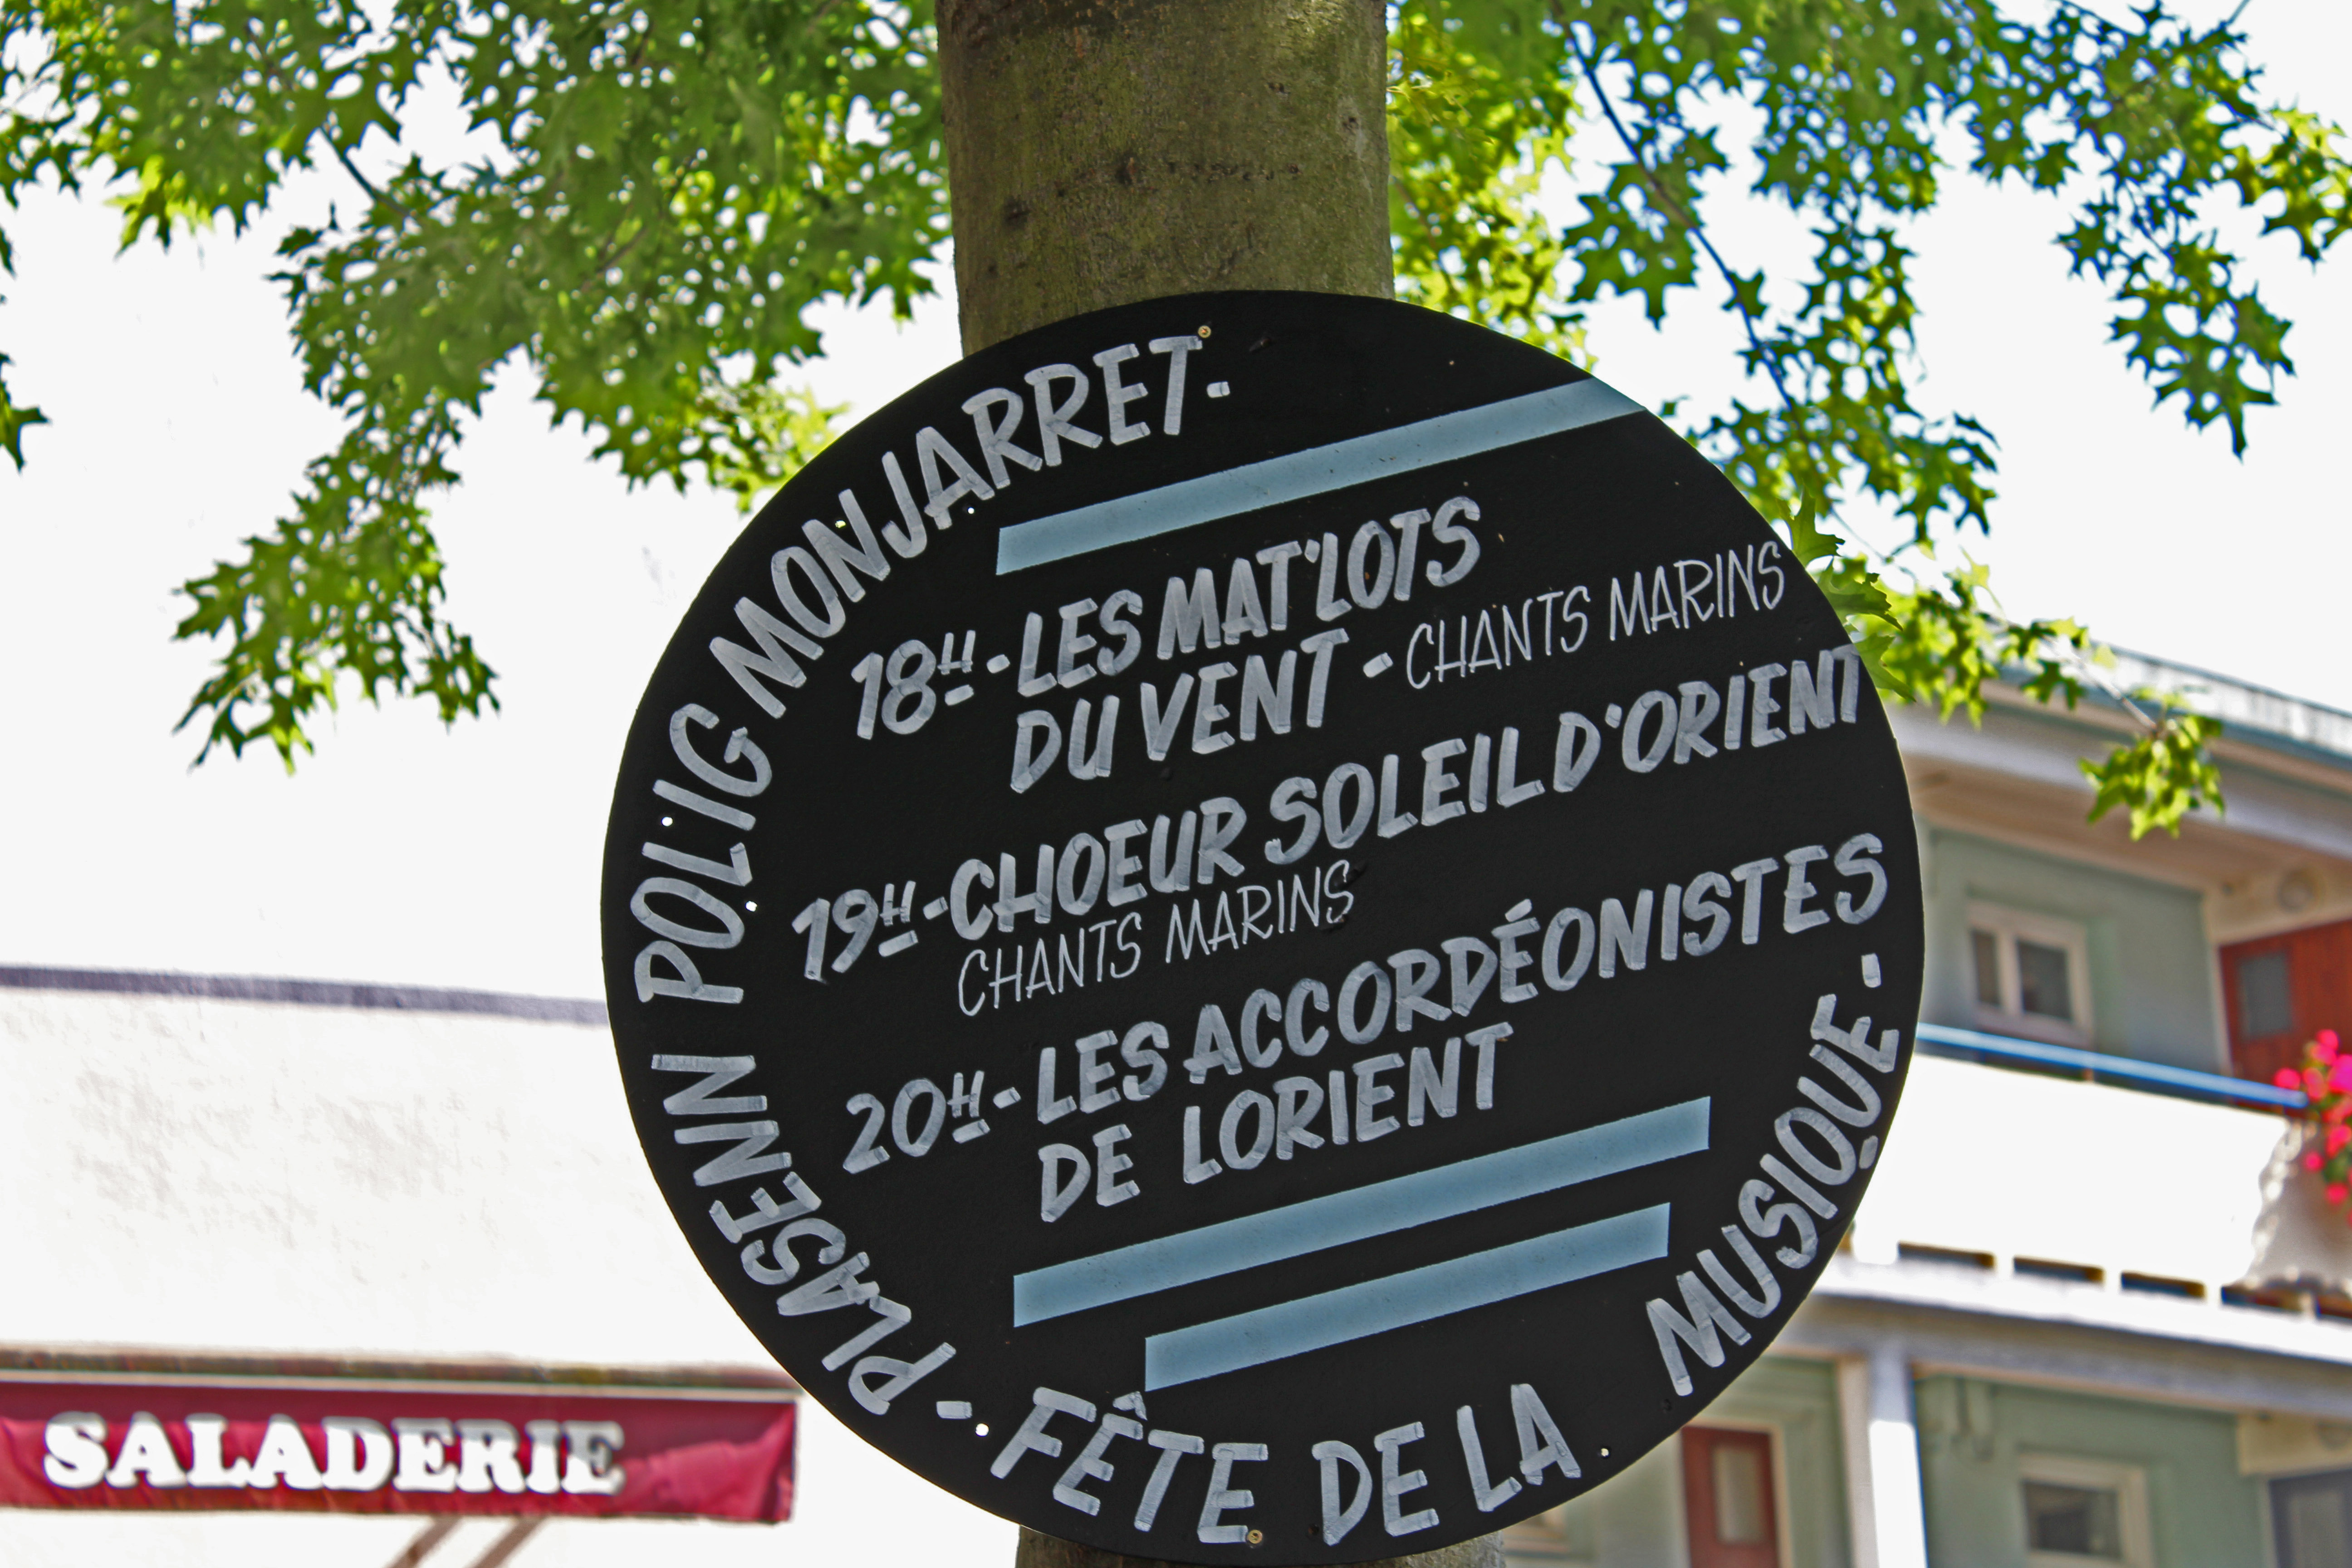 PLASENN POLIG MONJARRET -
18H - LES MAT'LOTS
DU VENT - CHANTS MARINS
19H - CHOEUR SOLEIL D'ORIENT
CHANTS MARINS
20H - LES ACCORDÉONISTES
DE LORIENT
- FÊTE DE LA MUSIQUE -
SALADERIE